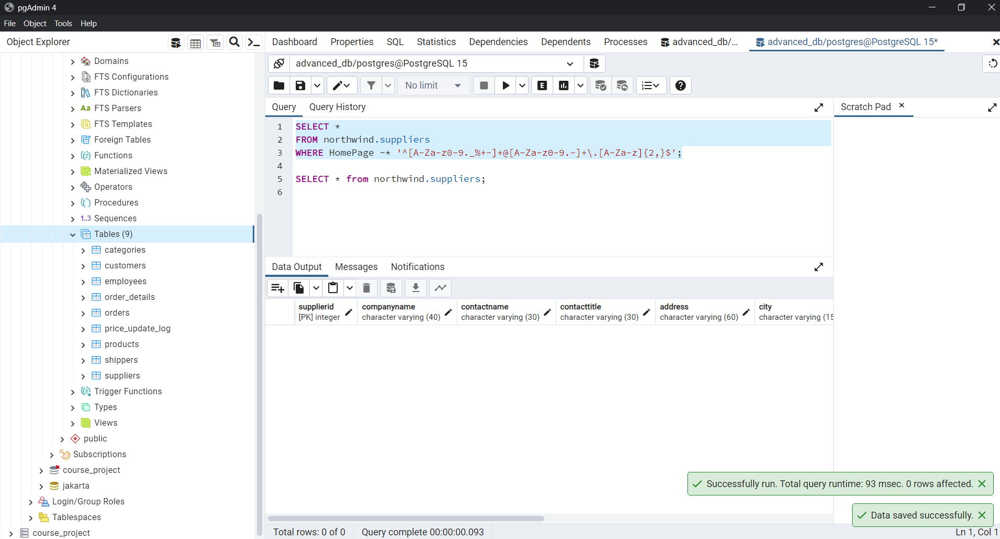 pgAdmin 4
File Object Tools Help
Object Explorer
Dashboard Properties SQL Statistics Dependencies Dependents Processes advanced_db/... advanced_db/postgres@PostgreSQL 15*
Domains
FTS Configurations
FTS Dictionaries
Aa FTS Parsers
FTS Templates
Foreign Tables
Functions
Materialized Views
Operators
Procedures
1..3 Sequences
Tables (9)
categories
customers
employees
order_details
orders
price_update_log
products
shippers
suppliers
Trigger Functions
Types
Views
public
Subscriptions
course_project
jakarta
Login/Group Roles
Tablespaces
course_project
advanced_db/postgres@PostgreSQL 15
No limit
E
Query Query History
Scratch Pad
1 SELECT *
2 FROM northwind.suppliers
3 WHERE HomePage ~* '^[A-Za-z0-9._%+-]+@[A-Za-z0-9.-]+\.[A-Za-z]{2,}$';
4
5 SELECT * from northwind.suppliers;
6
Data Output Messages Notifications
supplierid
[PK] integer
companyname
character varying (40)
contactname
character varying (30)
contacttitle
character varying (30)
address
character varying (60)
city
character varying (15
Successfully run. Total query runtime: 93 msec. 0 rows affected.
Data saved successfully.
Total rows: 0 of 0 Query complete 00:00:00.093
Ln 1, Col 1